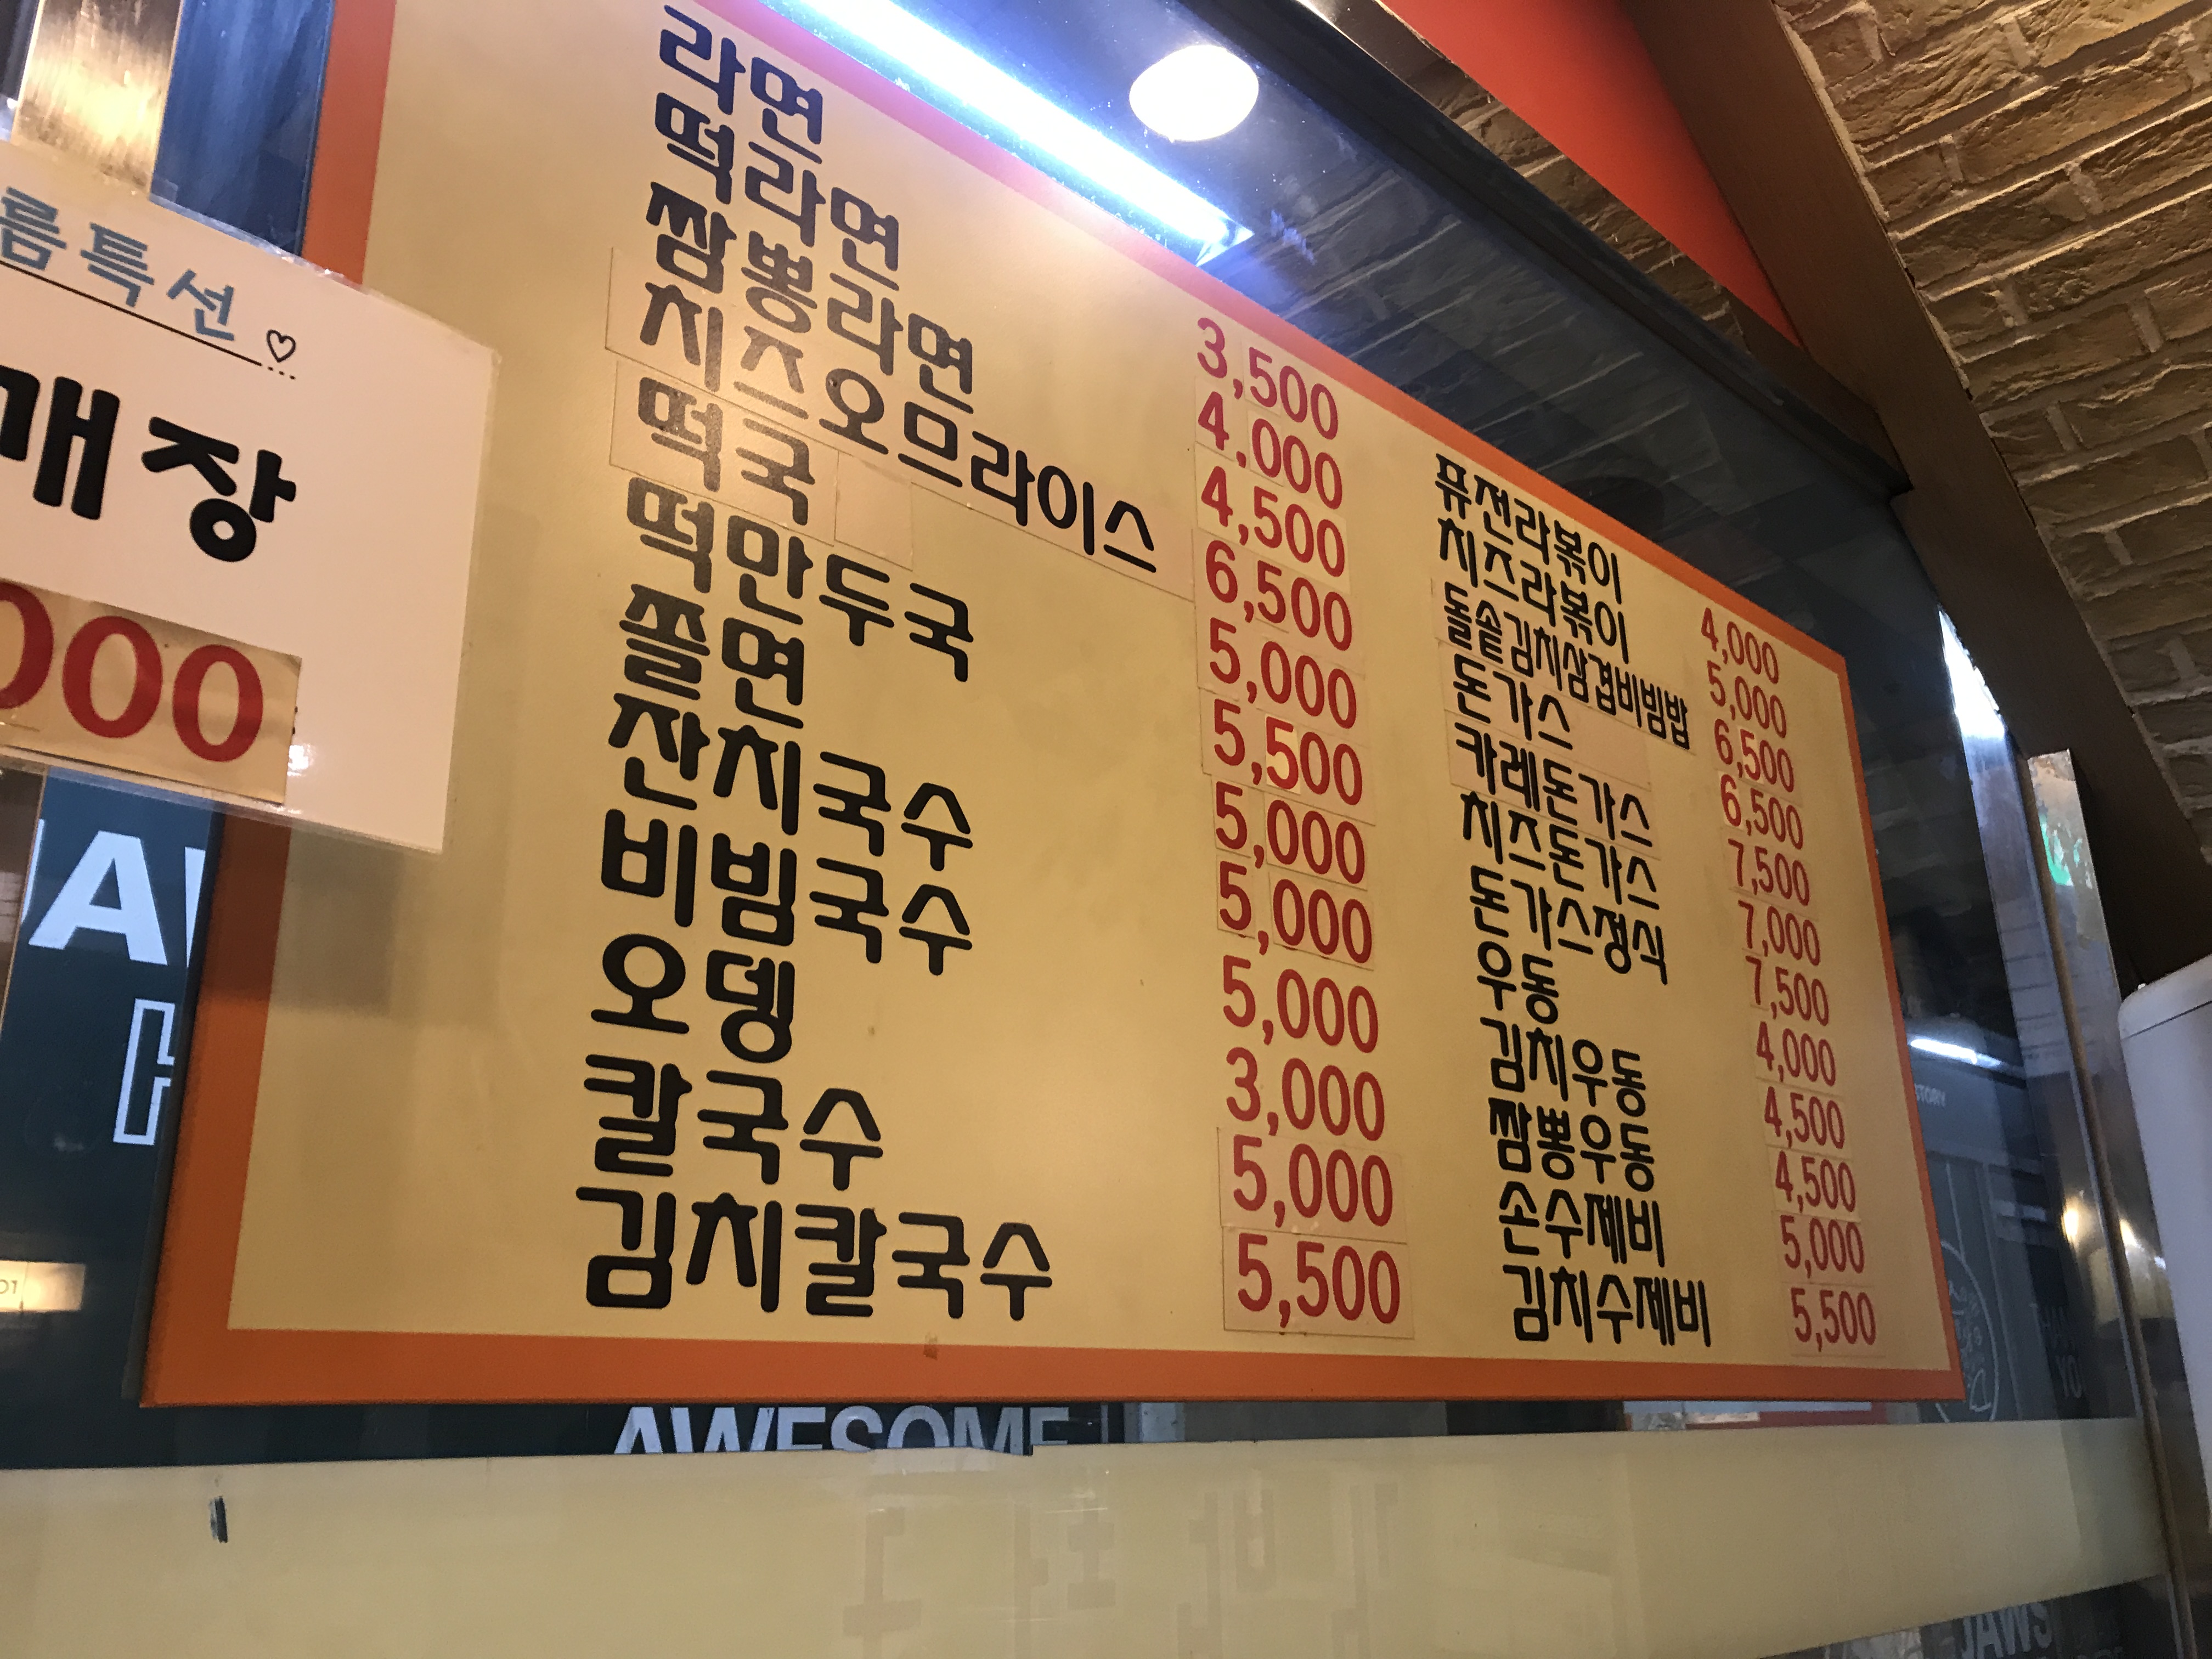 특선
매장
000
라면 3,500
떡라면 4,000
짬뽕라면 4,500
치즈오므라이스 6,500
떡국 5,000
떡만두국 5,500
쫄면 5,000
잔치국수 5,000
비빔국수 5,000
오뎅 3,000
칼국수 5,000
김치칼국수 5,500
퓨전라볶이 4,000
치즈라볶이 5,000
돌솥김치삼겹비빔밥 6,500
돈가스 6,500
카레돈가스 7,500
치즈돈가스 7,000
돈가스정식 7,500
우동 4,000
김치우동 4,500
짬뽕우동 4,500
손수제비 5,000
김치수제비 5,500
AWESOME
JAWS